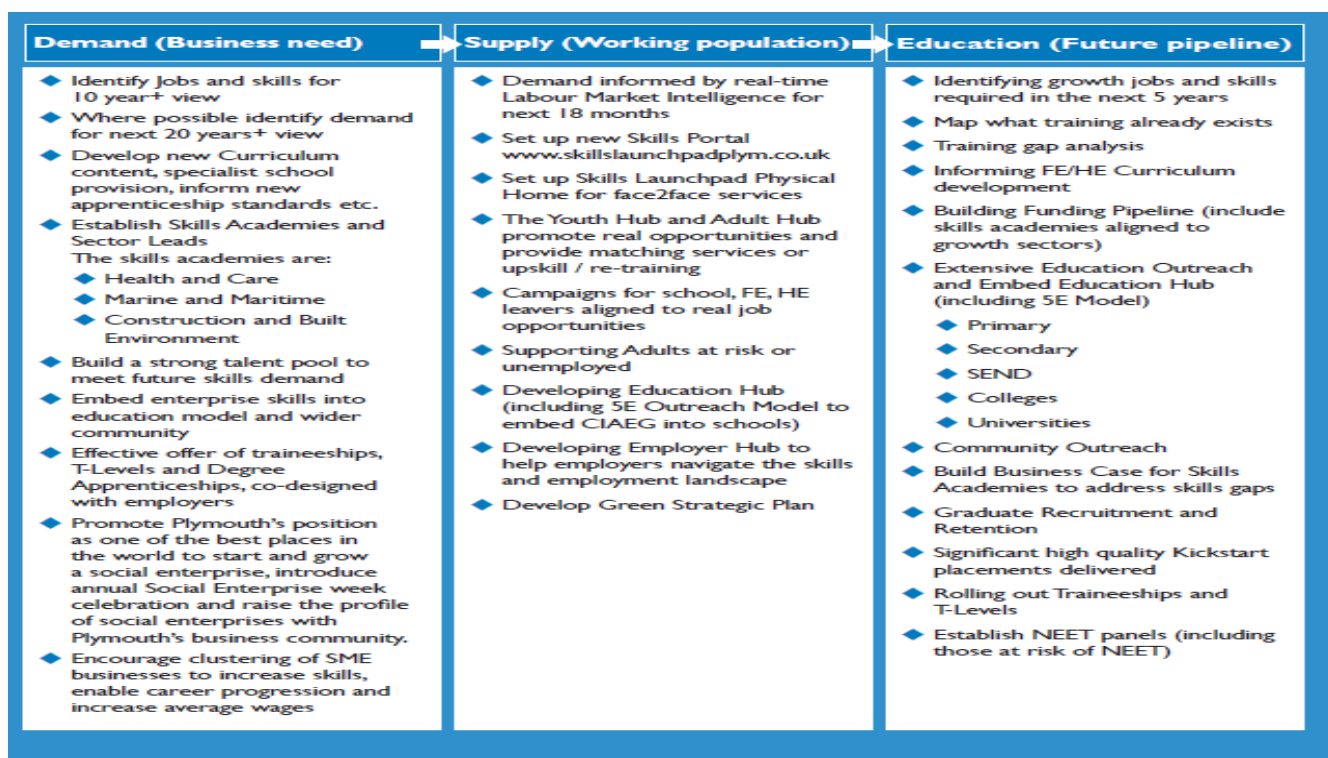 Demand (Business need)
Identify Jobs and skills for
10 year+ view
Where possible identify demand
for next 20 years+ view
Develop new Curriculum
content, specialist school
provision, inform new
apprenticeship standards etc.
Establish Skills Academies and
Sector Leads
The skills academies are:
Health and Care
Marine and Maritime
Construction and Built
Environment
Build a strong talent pool to
meet future skills demand
Embed enterprise skills into
education model and wider
community
Effective offer of traineeships,
T-Levels and Degree
Apprenticeships, co-designed
with employers
Promote Plymouth's position
as one of the best places in
the world to start and grow
a social enterprise, introduce
annual Social Enterprise week
celebration and raise the profile
of social enterprises with
Plymouth's business community.
Encourage clustering of SME
businesses to increase skills,
enable career progression and
increase average wages
Supply (Working population)
Demand informed by real-time
Labour Market Intelligence for
next 18 months
Set up new Skills Portal
www.skillslaunchpadplym.co.uk
Set up Skills Launchpad Physical
Home for face2face services
The Youth Hub and Adult Hub
promote real opportunities and
provide matching services or
upskill / re-training
Campaigns for school, FE, HE
leavers aligned to real job
opportunities
Supporting Adults at risk or
unemployed
Developing Education Hub
(including 5E Outreach Model to
embed CIAEG into schools)
Developing Employer Hub to
help employers navigate the skills
and employment landscape
Develop Green Strategic Plan
Education (Future pipeline)
Identifying growth jobs and skills
required in the next 5 years
Map what training already exists
Training gap analysis
Informing FE/HE Curriculum
development
Building Funding Pipeline (include
skills academies aligned to
growth sectors)
Extensive Education Outreach
and Embed Education Hub
(including 5E Model)
Primary
Secondary
SEND
Colleges
Universities
Community Outreach
Build Business Case for Skills
Academies to address skills gaps
Graduate Recruitment and
Retention
Significant high quality Kickstart
placements delivered
Rolling out Traineeships and
T-Levels
Establish NEET panels (including
those at risk of NEET)